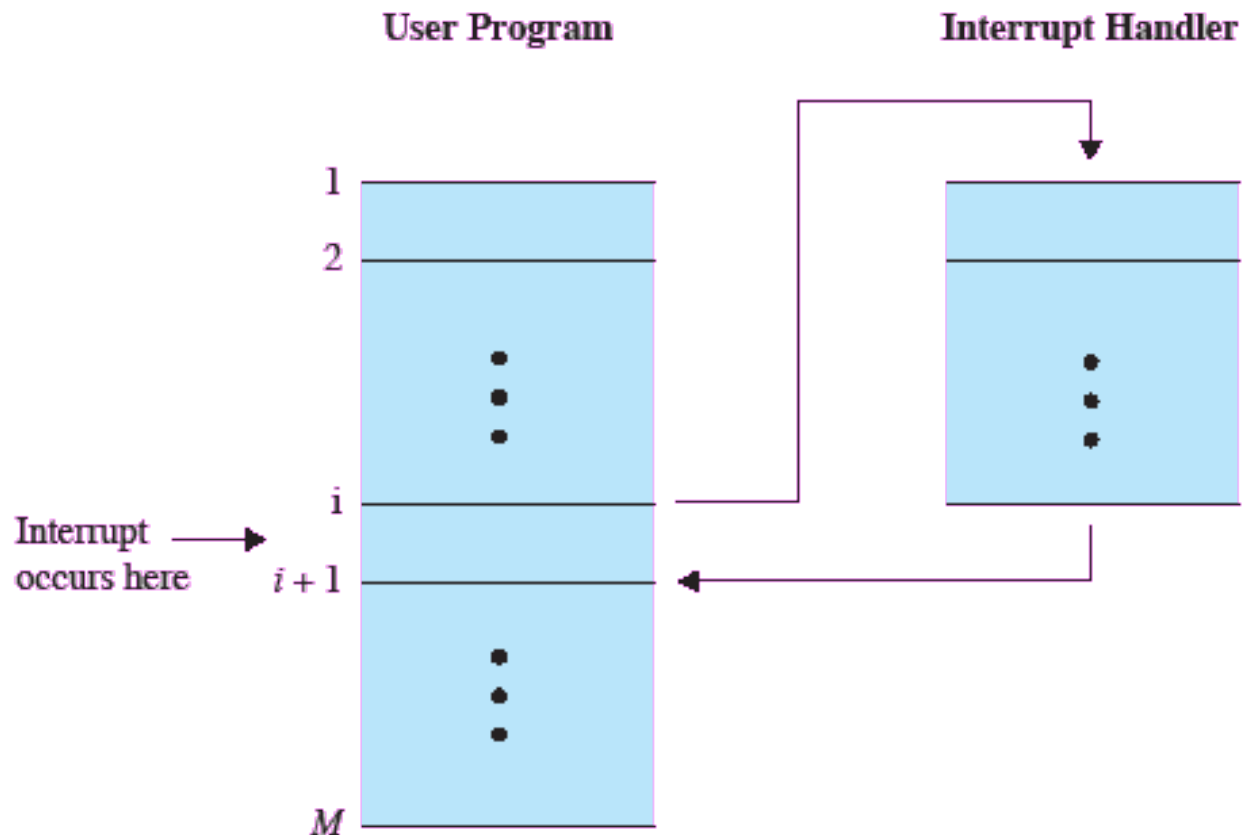 User Program
Interrupt Handler
1
2
i
Interrupt
occurs here
i + 1
M